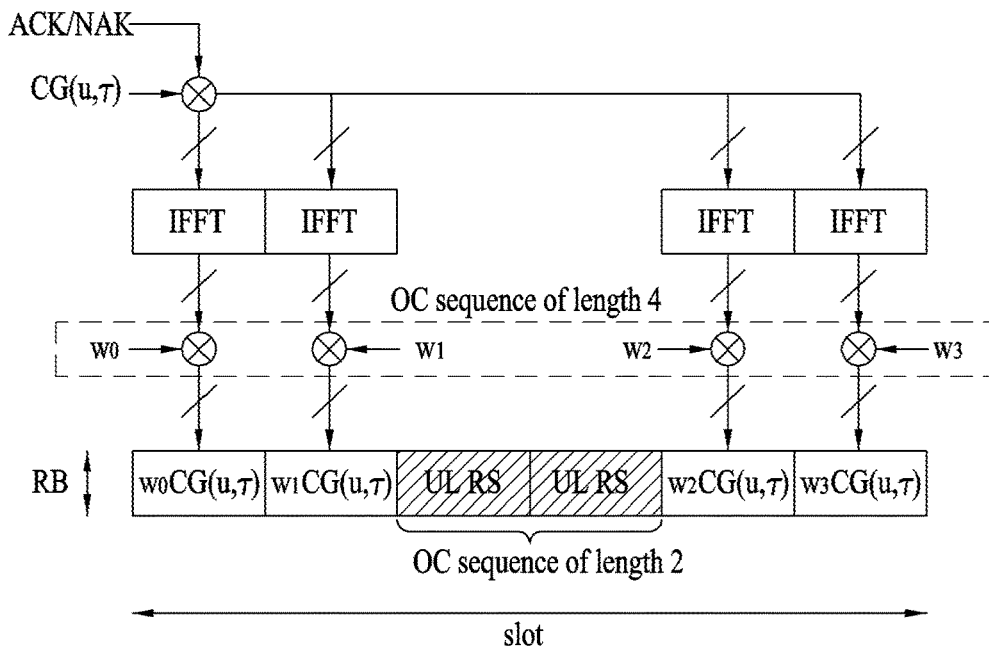 ACK/NAK
CG(u,τ)
IFFT IFFT IFFT IFFT
OC sequence of length 4
w0 w1 w2 w3
RB
w0CG(u,τ) w1CG(u,τ) UL RS UL RS w2CG(u,τ) w3CG(u,τ)
OC sequence of length 2
slot